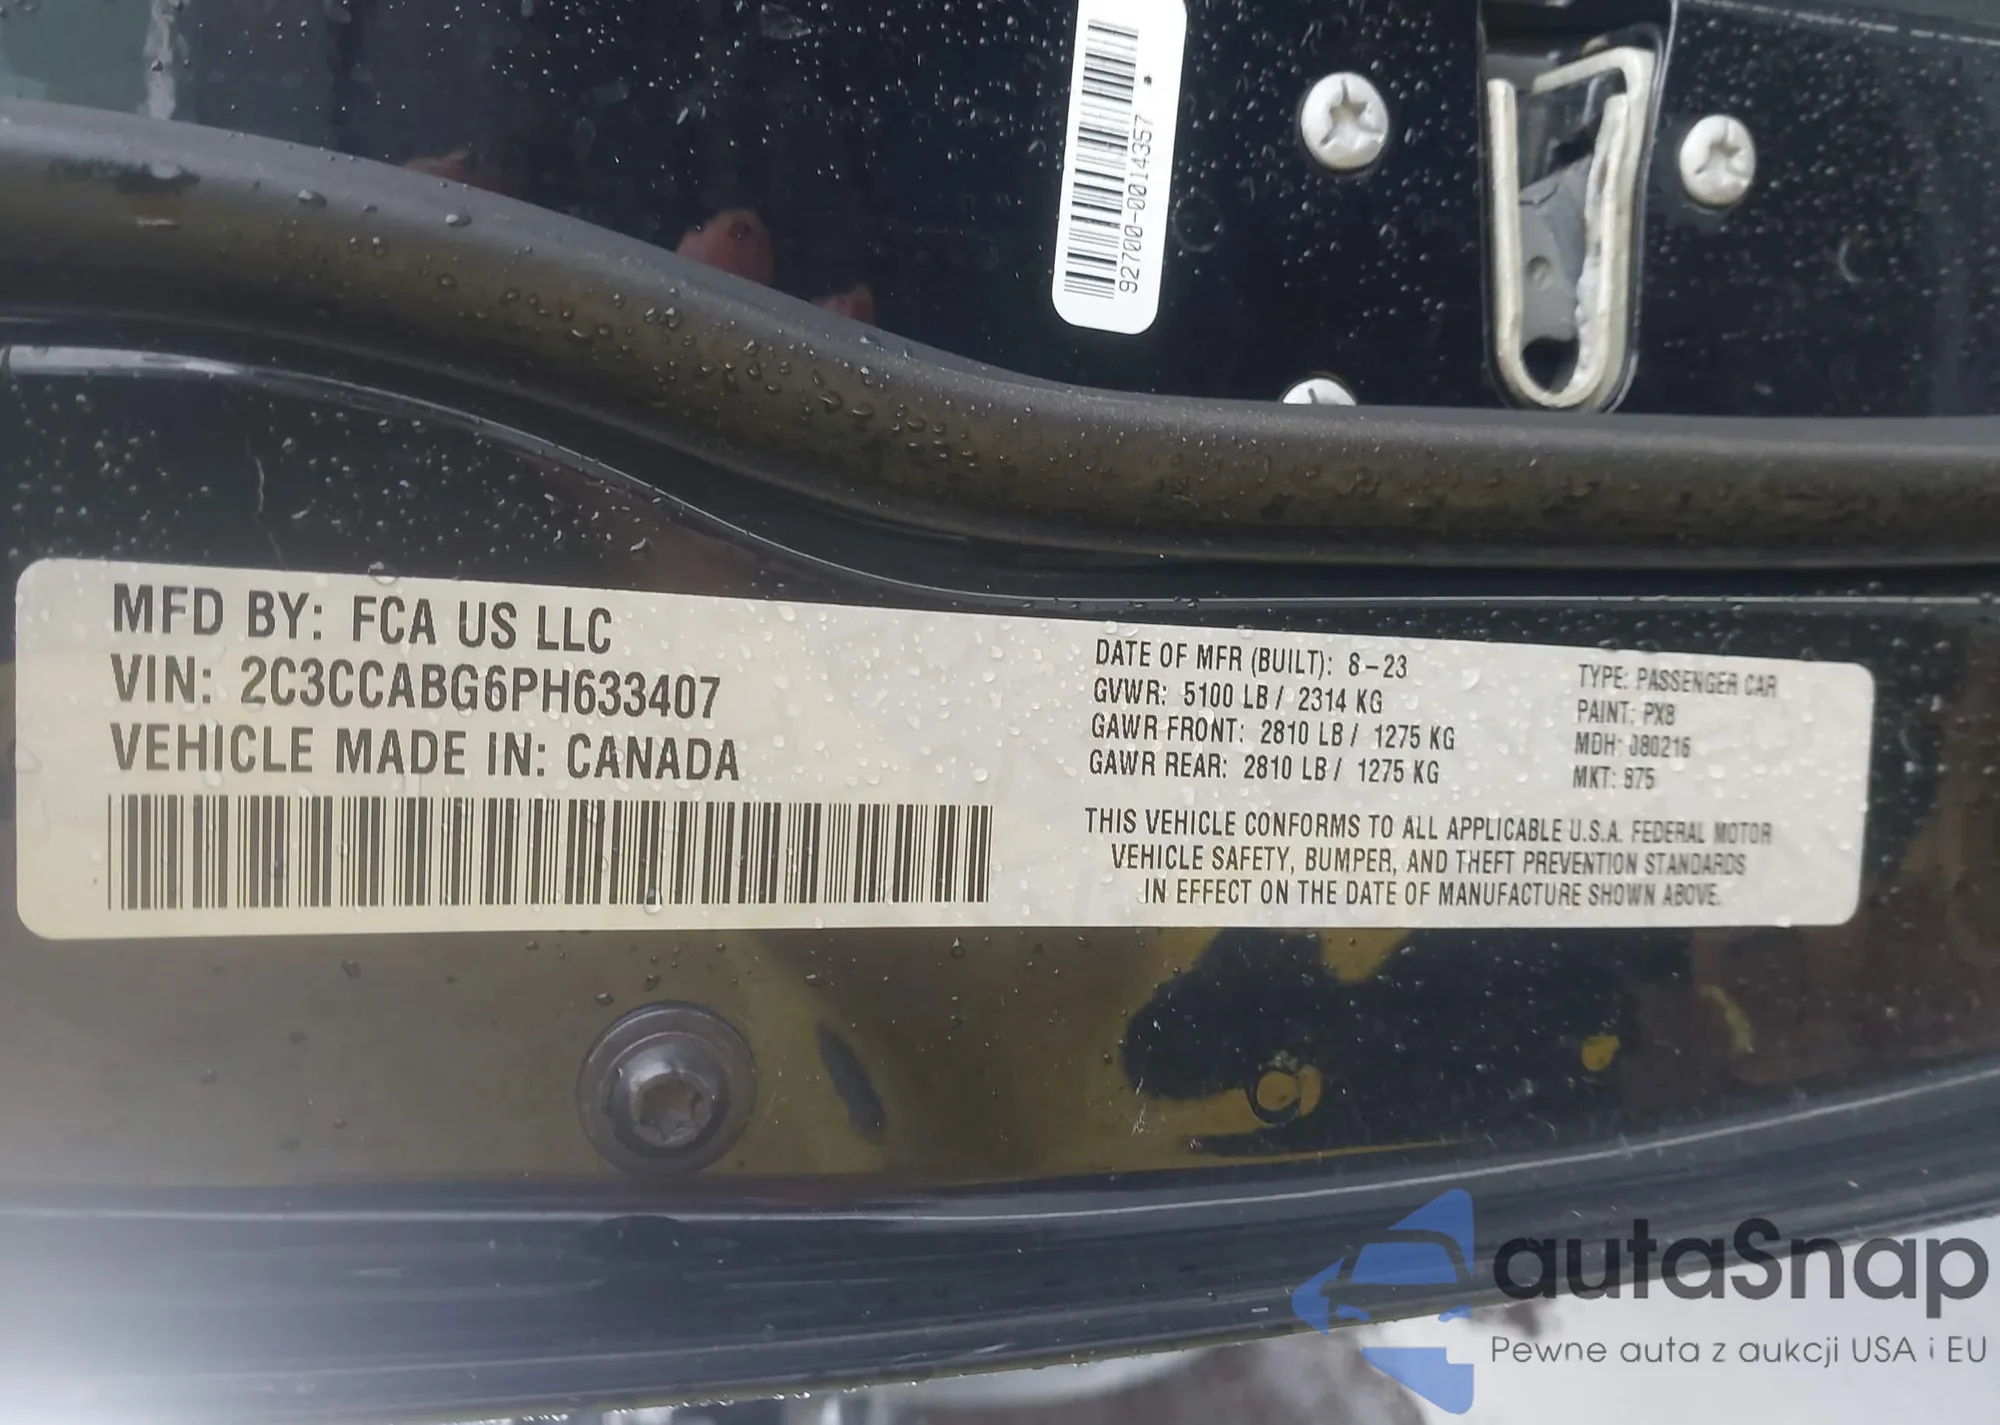 92700-0014357
MFD BY: FCA US LLC
VIN: 2C3CCABG6PH633407
VEHICLE MADE IN: CANADA
DATE OF MFR (BUILT): 8-23
GVWR: 5100 LB / 2314 KG
GAWR FRONT: 2810 LB / 1275 KG
GAWR REAR: 2810 LB / 1275 KG
TYPE: PASSENGER CAR
PAINT: PX8
MDH: 080216
MKT: 975
THIS VEHICLE CONFORMS TO ALL APPLICABLE U.S.A. FEDERAL MOTOR
VEHICLE SAFETY, BUMPER, AND THEFT PREVENTION STANDARDS
IN EFFECT ON THE DATE OF MANUFACTURE SHOWN ABOVE.
autaSnap
Pewne auta z aukcji USA i EU